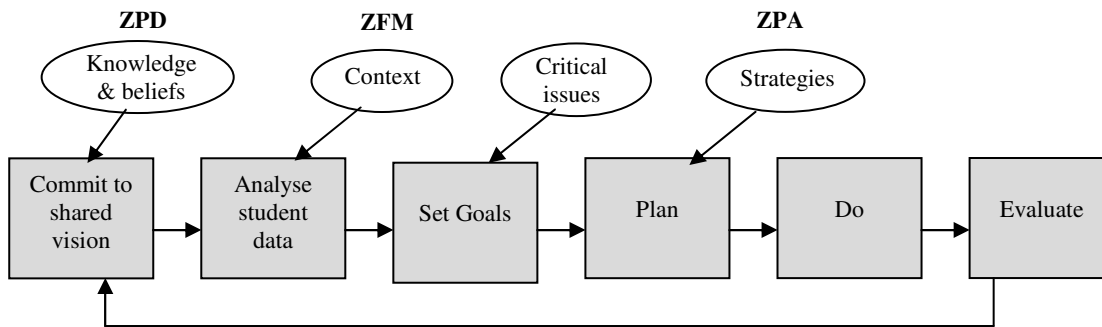 ZPD
ZFM
ZPA
Knowledge
& beliefs
Context
Critical
issues
Strategies
Commit to
shared
vision
Analyse
student
data
Set Goals
Plan
Do
Evaluate